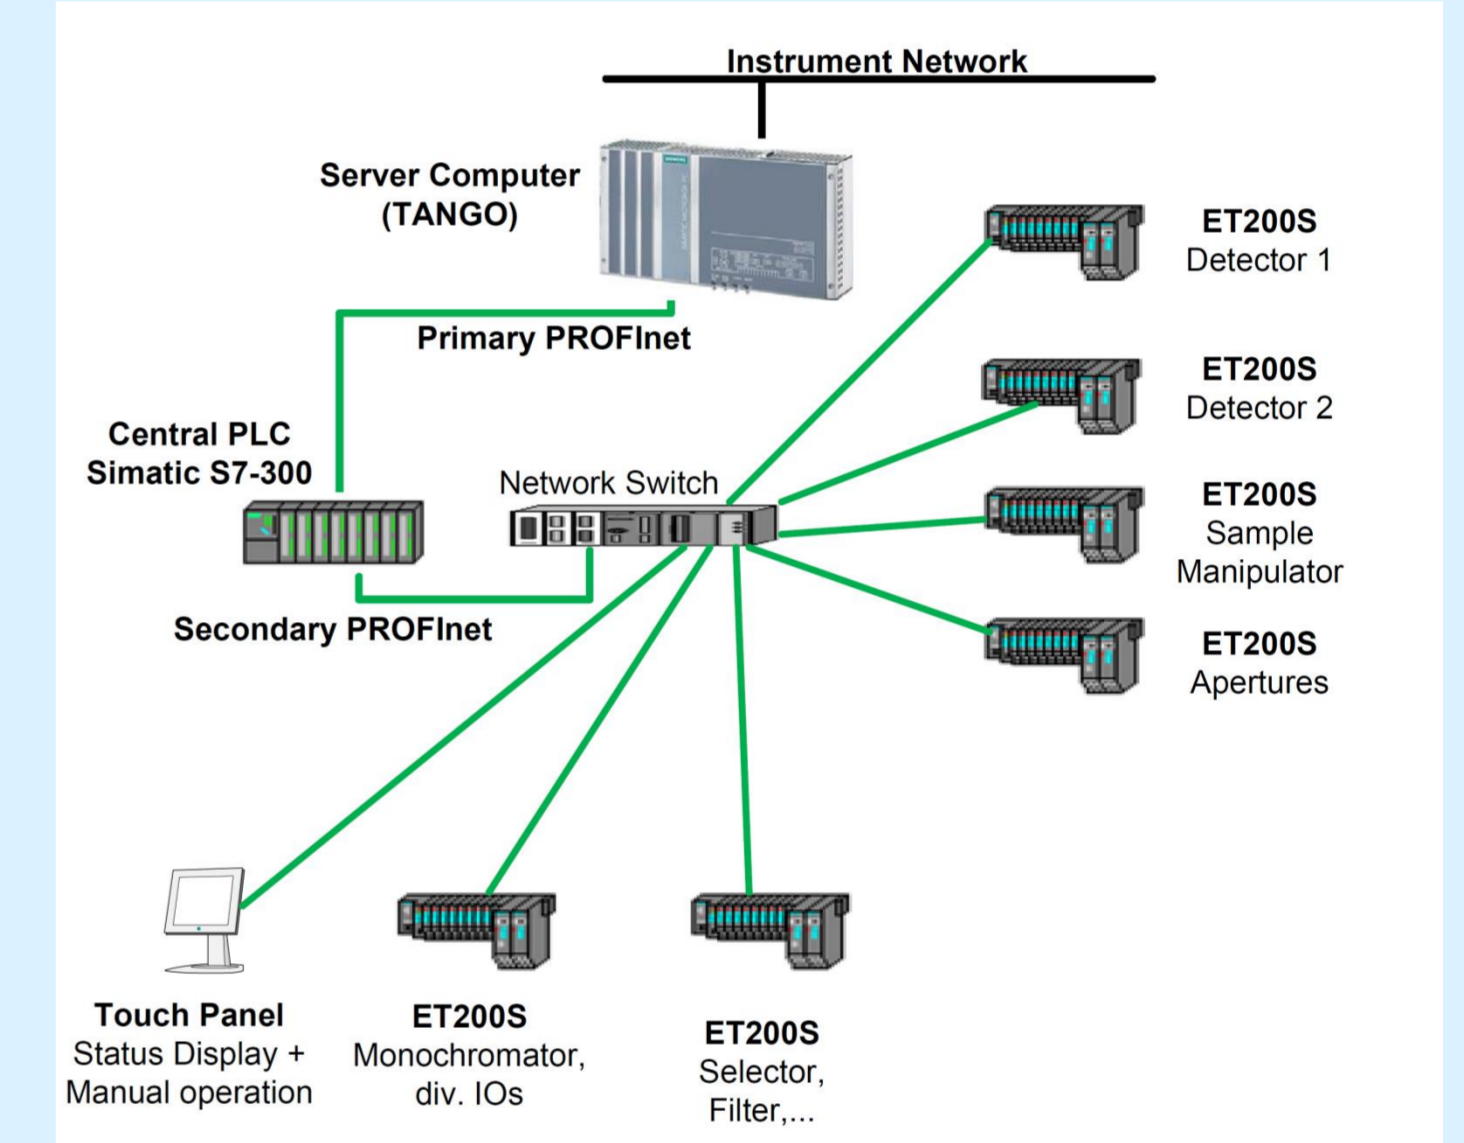 Instrument Network
Server Computer
(TANGO)
SIEMENS
ET200S
Detector 1
Primary PROFInet
ET200S
Detector 2
Central PLC
Simatic S7-300
Network Switch
ET200S
Sample
Manipulator
Secondary PROFInet
ET200S
Apertures
Touch Panel
Status Display +
Manual operation
ET200S
Monochromator,
div. IOs
ET200S
Selector,
Filter,...